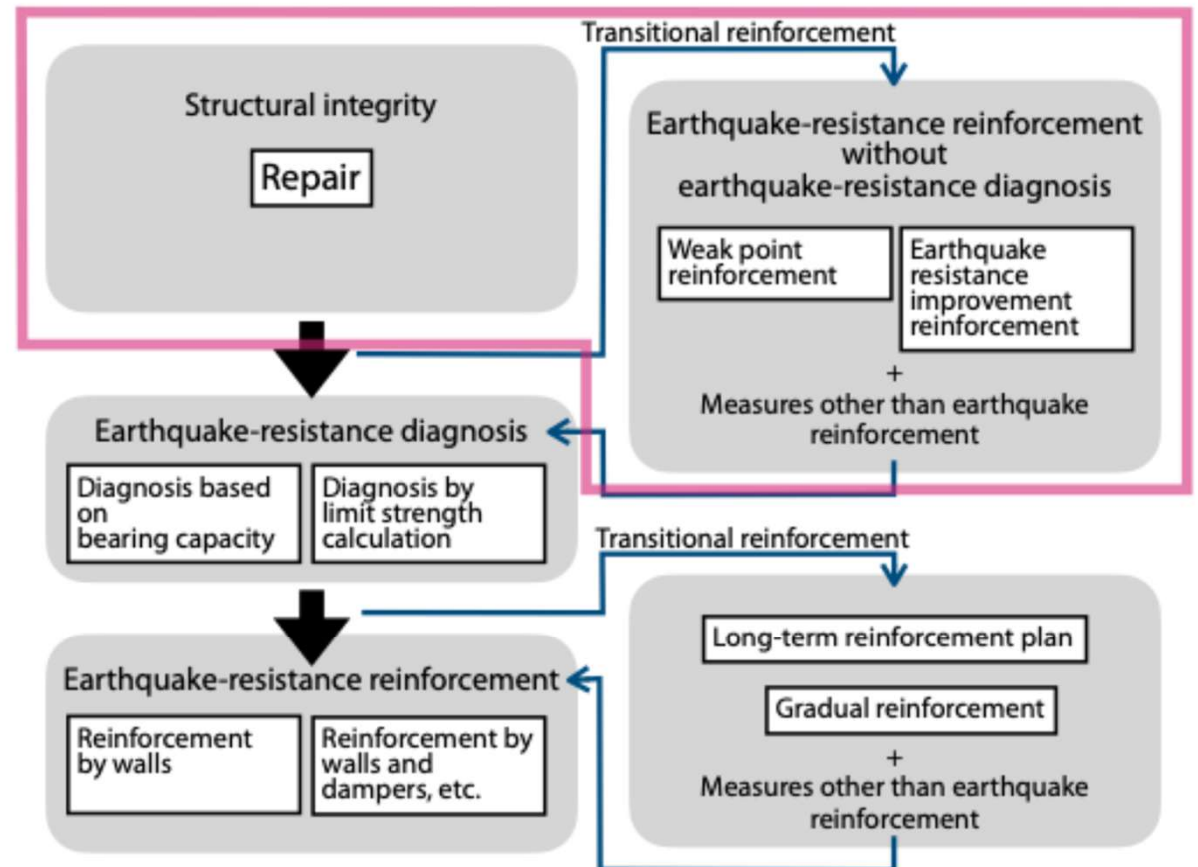 Transitional reinforcement
Structural integrity
Repair
Earthquake-resistance reinforcement
without
earthquake-resistance diagnosis
Weak point
reinforcement
Earthquake
resistance
improvement
reinforcement
+
Measures other than earthquake
reinforcement
Earthquake-resistance diagnosis
Diagnosis based
on
bearing capacity
Diagnosis by
limit strength
calculation
Transitional reinforcement
Long-term reinforcement plan
Gradual reinforcement
+
Measures other than earthquake
reinforcement
Earthquake-resistance reinforcement
Reinforcement
by walls
Reinforcement by
walls and
dampers, etc.